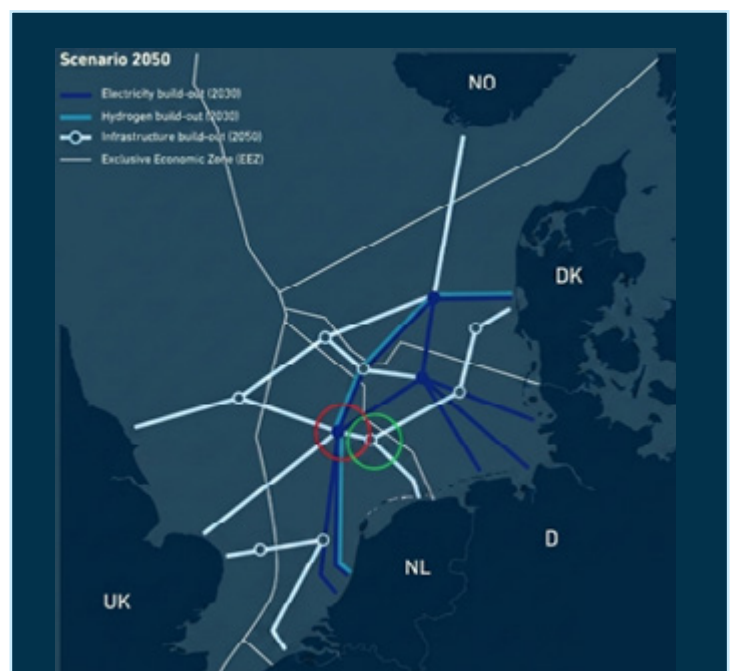 Scenario 2050
Electricity build-out (2030)
Hydrogen build-out (2030)
Infrastructure build-out (2050)
Exclusive Economic Zone (EEZ)
NO
DK
D
NL
UK